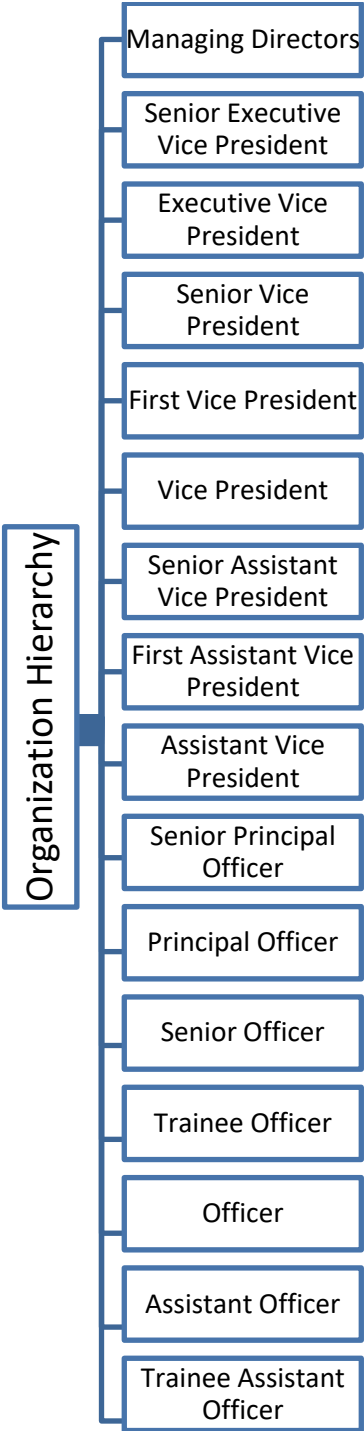 Organization Hierarchy
Managing Directors
Senior Executive
Vice President
Executive Vice
President
Senior Vice
President
First Vice President
Vice President
Senior Assistant
Vice President
First Assistant Vice
President
Assistant Vice
President
Senior Principal
Officer
Principal Officer
Senior Officer
Trainee Officer
Officer
Assistant Officer
Trainee Assistant
Officer